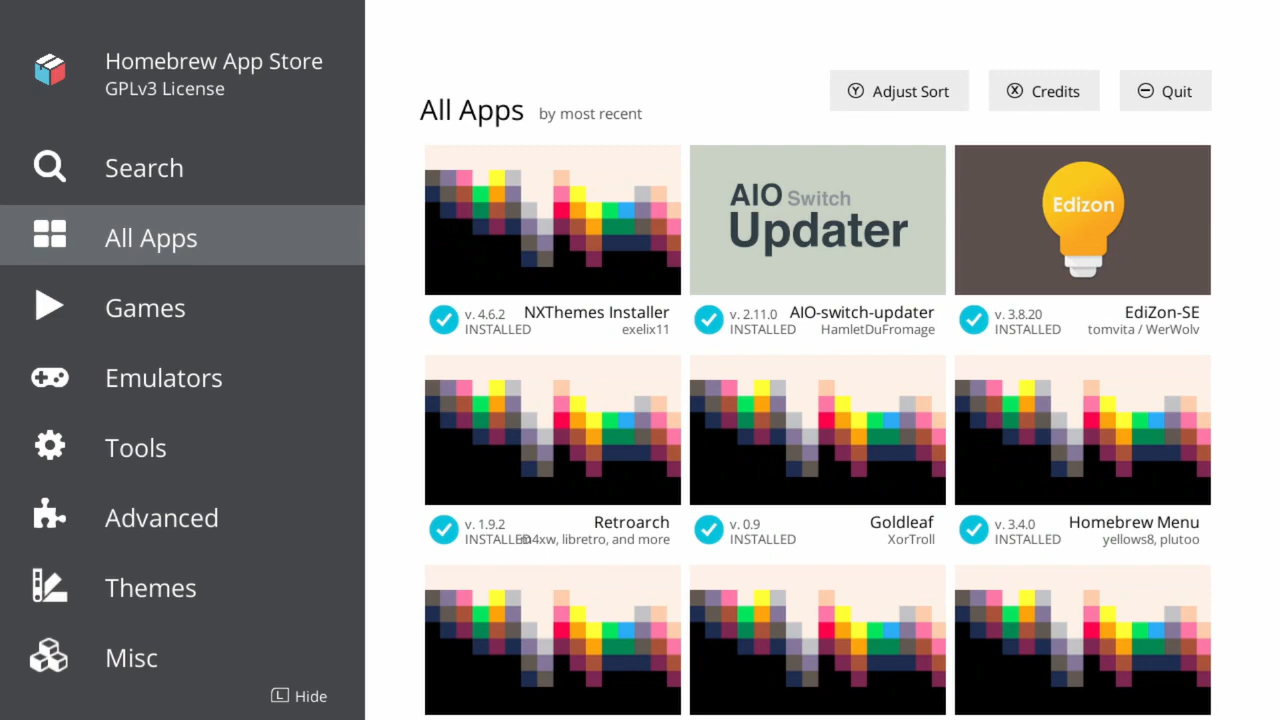 Homebrew App Store
GPLv3 License
Search
All Apps
Games
Emulators
Tools
Advanced
Themes
Misc
L Hide
All Apps by most recent
Y Adjust Sort
X Credits
Quit
AIO Switch
Updater
Edizon
v. 4.6.2 NXThemes Installer
INSTALLED exelix11
v. 2.11.0 AIO-switch-updater
INSTALLED HamletDuFromage
v. 3.8.20 EdiZon-SE
INSTALLED tomvita / WerWolv
v. 1.9.2 Retroarch
INSTALLED m4xw, libretro, and more
v. 0.9 Goldleaf
INSTALLED XorTroll
v. 3.4.0 Homebrew Menu
INSTALLED yellows8, plutoo